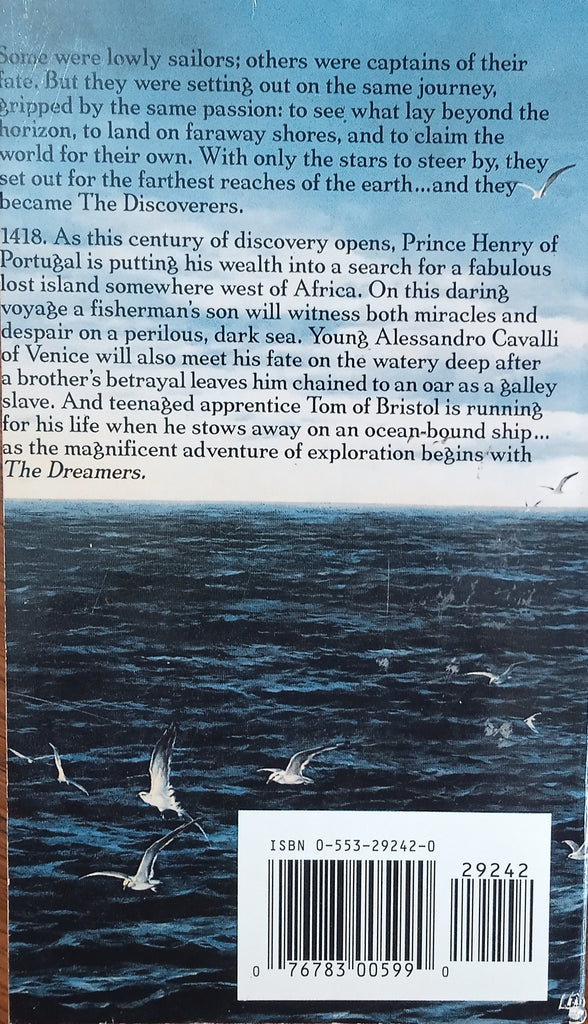 Some were lowly sailors; others were captains of their
fate. But they were setting out on the same journey,
gripped by the same passion: to see what lay beyond the
horizon, to land on faraway shores, and to claim the
world for their own. With only the stars to steer by, they
set out for the farthest reaches of the earth...and they
became The Discoverers.
1418. As this century of discovery opens, Prince Henry of
Portugal is putting his wealth into a search for a fabulous
lost island somewhere west of Africa. On this daring
voyage a fisherman's son will witness both miracles and
despair on a perilous, dark sea. Young Alessandro Cavalli
of Venice will also meet his fate on the watery deep after
a brother's betrayal leaves him chained to an oar as a galley
slave. And teenaged apprentice Tom of Bristol is running
for his life when he stows away on an ocean-bound ship...
as the magnificent adventure of exploration begins with
The Dreamers.
ISBN 0-553-29242-0
29242
0 76783 00599 0